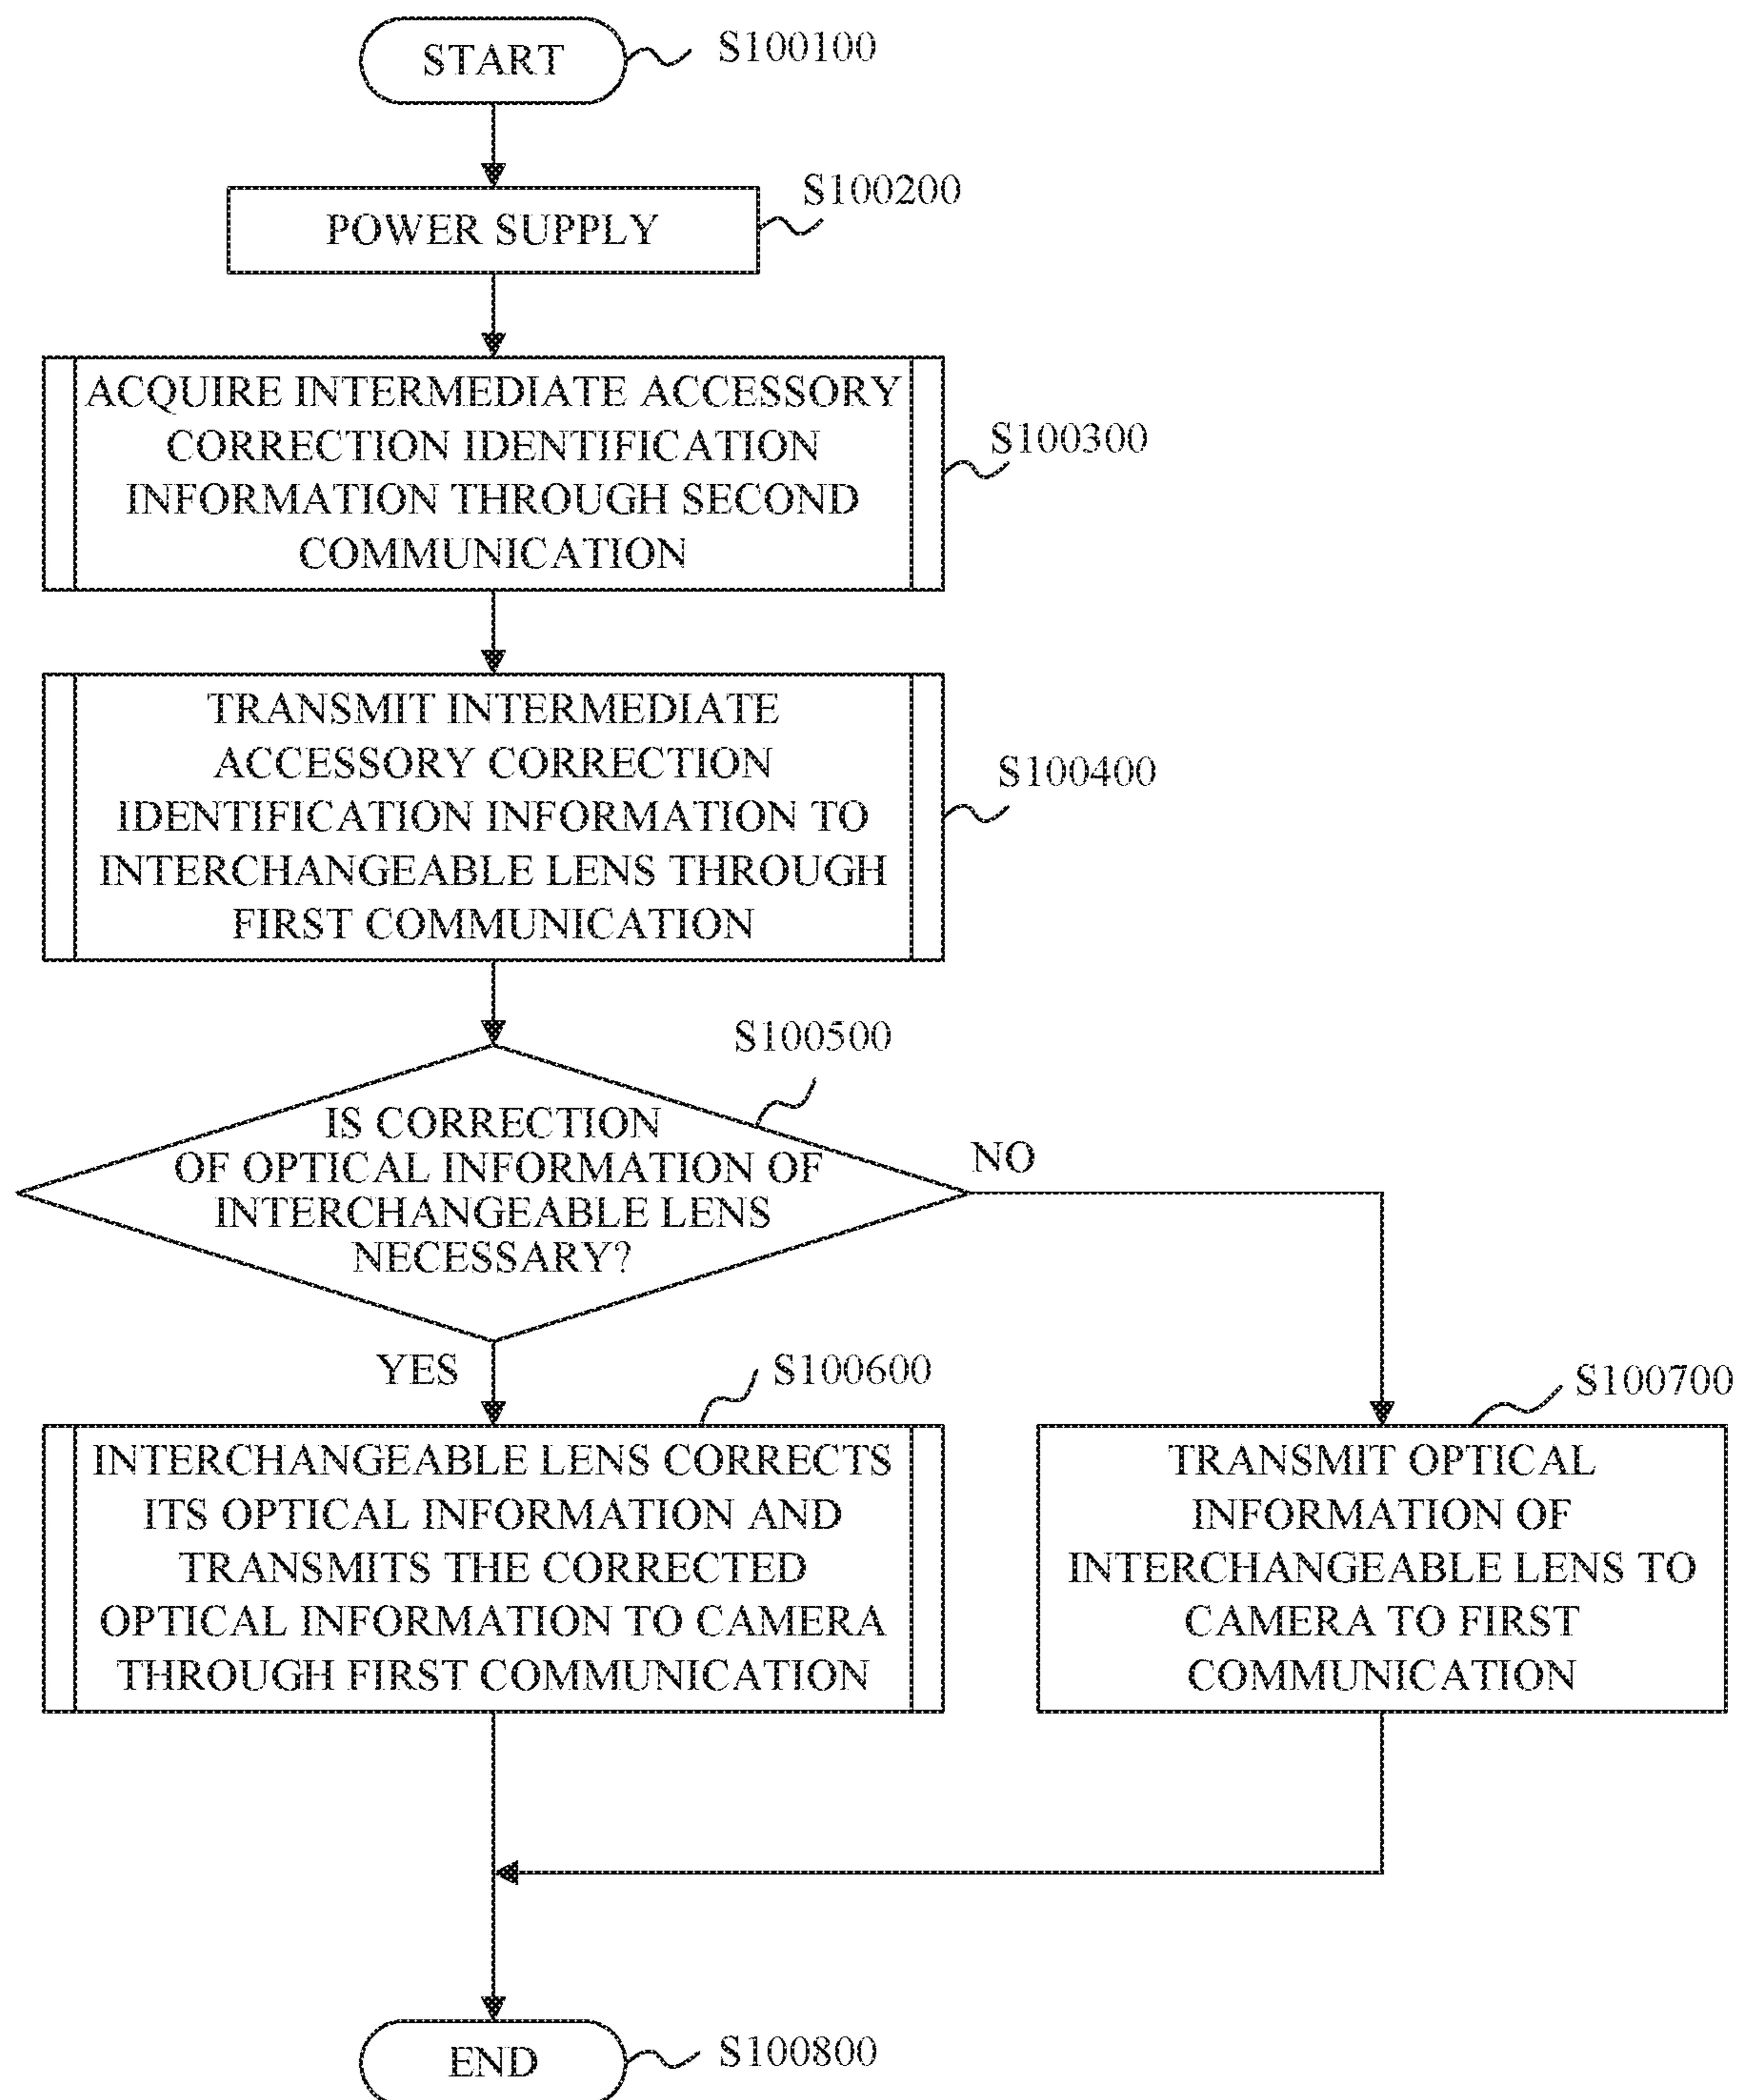 START
S100100
POWER SUPPLY
S100200
ACQUIRE INTERMEDIATE ACCESSORY
CORRECTION IDENTIFICATION
INFORMATION THROUGH SECOND
COMMUNICATION
S100300
TRANSMIT INTERMEDIATE
ACCESSORY CORRECTION
IDENTIFICATION INFORMATION TO
INTERCHANGEABLE LENS THROUGH
FIRST COMMUNICATION
S100400
S100500
IS CORRECTION
OF OPTICAL INFORMATION OF
INTERCHANGEABLE LENS
NECESSARY?
NO
YES
S100600
INTERCHANGEABLE LENS CORRECTS
ITS OPTICAL INFORMATION AND
TRANSMITS THE CORRECTED
OPTICAL INFORMATION TO CAMERA
THROUGH FIRST COMMUNICATION
S100700
TRANSMIT OPTICAL
INFORMATION OF
INTERCHANGEABLE LENS TO
CAMERA TO FIRST
COMMUNICATION
END
S100800